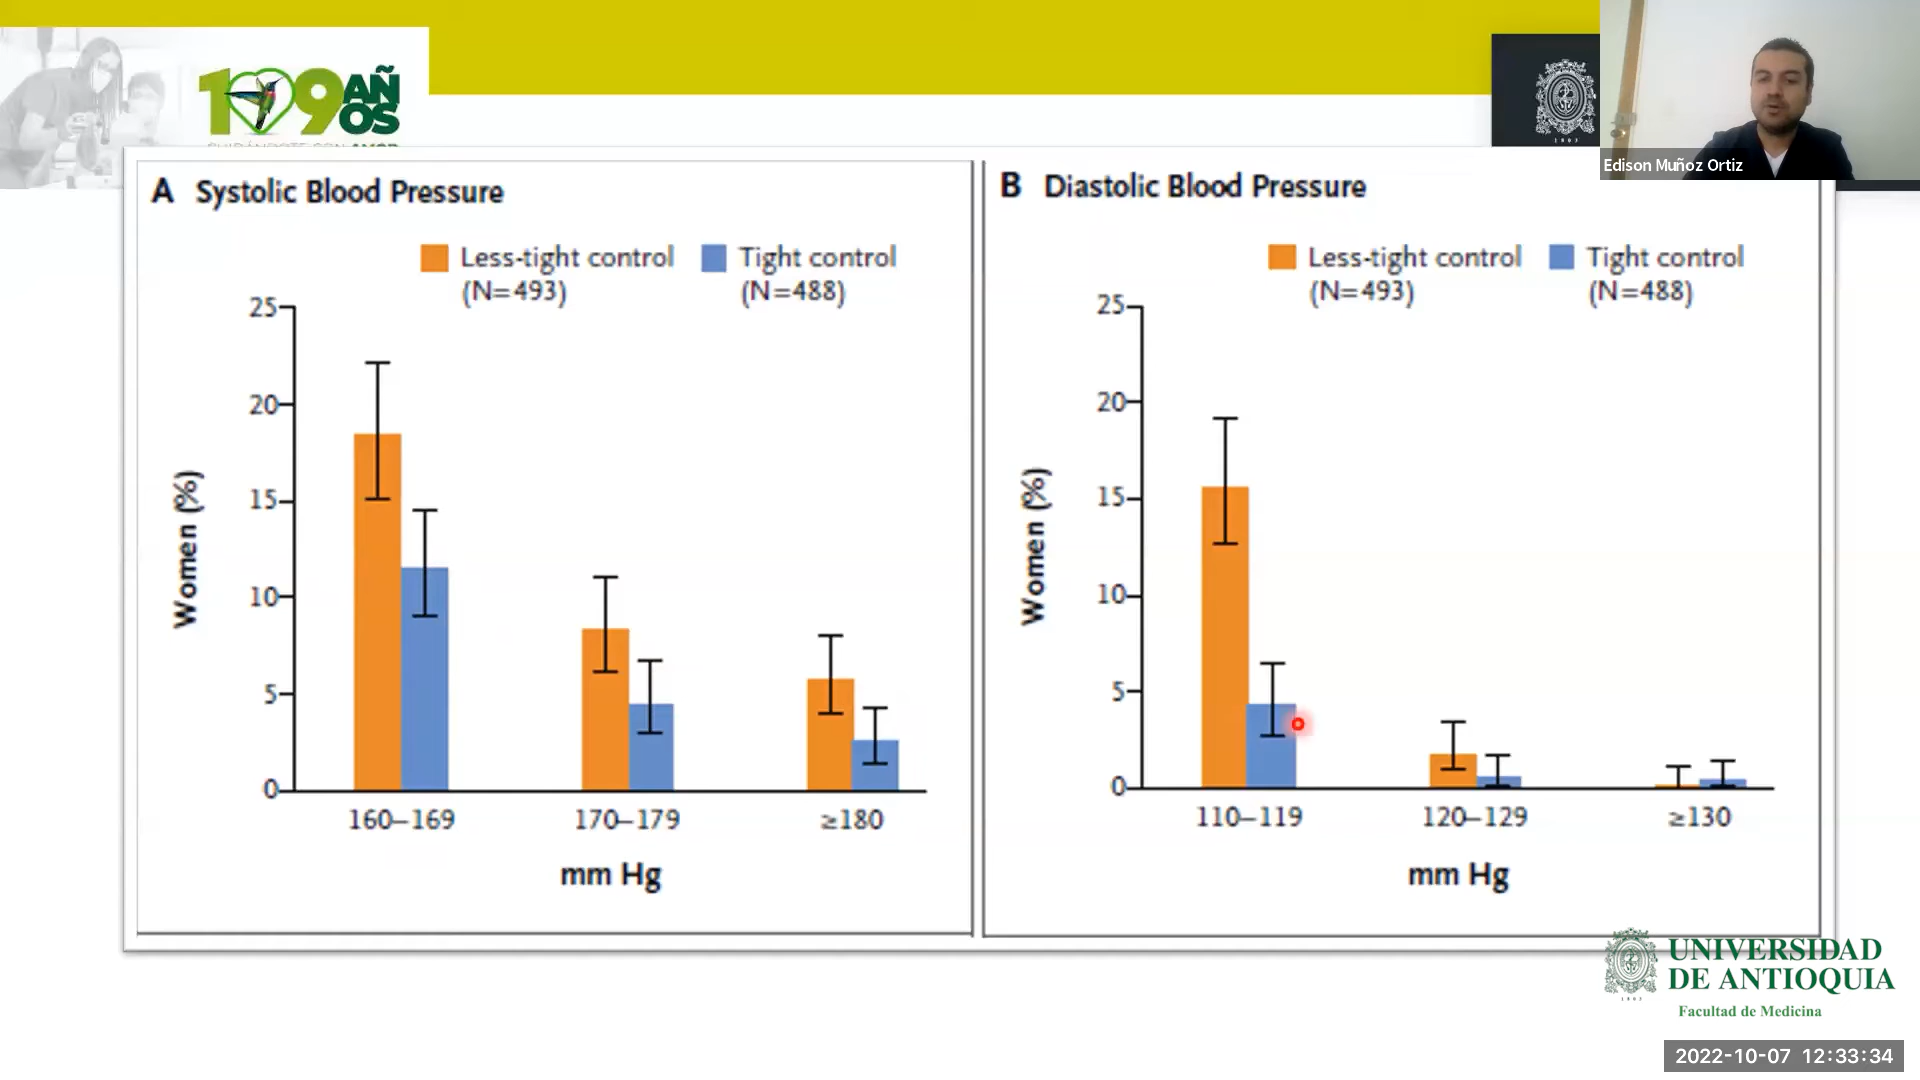 109 AÑOS
1803
Edison Muñoz Ortiz
A Systolic Blood Pressure
Less-tight control
(N=493)
Tight control
(N=488)
25
20
15
10
5
0
Women (%)
160–169
170–179
≥180
mm Hg
B Diastolic Blood Pressure
Less-tight control
(N=493)
Tight control
(N=488)
25
20
15
10
5
0
Women (%)
110–119
120–129
≥130
mm Hg
UNIVERSIDAD
DE ANTIOQUIA
1803
Facultad de Medicina
2022-10-07 12:33:34